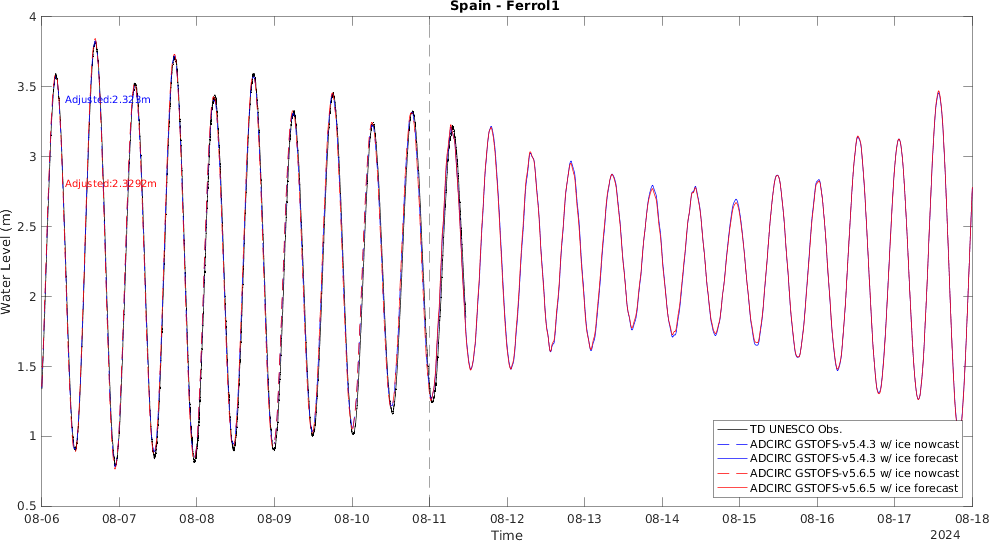 Spain - Ferrol1
4
3.5
3
2.5
2
1.5
1
0.5
Water Level (m)
Adjusted:2.323m
Adjusted:2.3292m
TD UNESCO Obs.
ADCIRC GSTOFS-v5.4.3 w/ ice nowcast
ADCIRC GSTOFS-v5.4.3 w/ ice forecast
ADCIRC GSTOFS-v5.6.5 w/ ice nowcast
ADCIRC GSTOFS-v5.6.5 w/ ice forecast
08-06 08-07 08-08 08-09 08-10 08-11 08-12 08-13 08-14 08-15 08-16 08-17 08-18
Time
2024